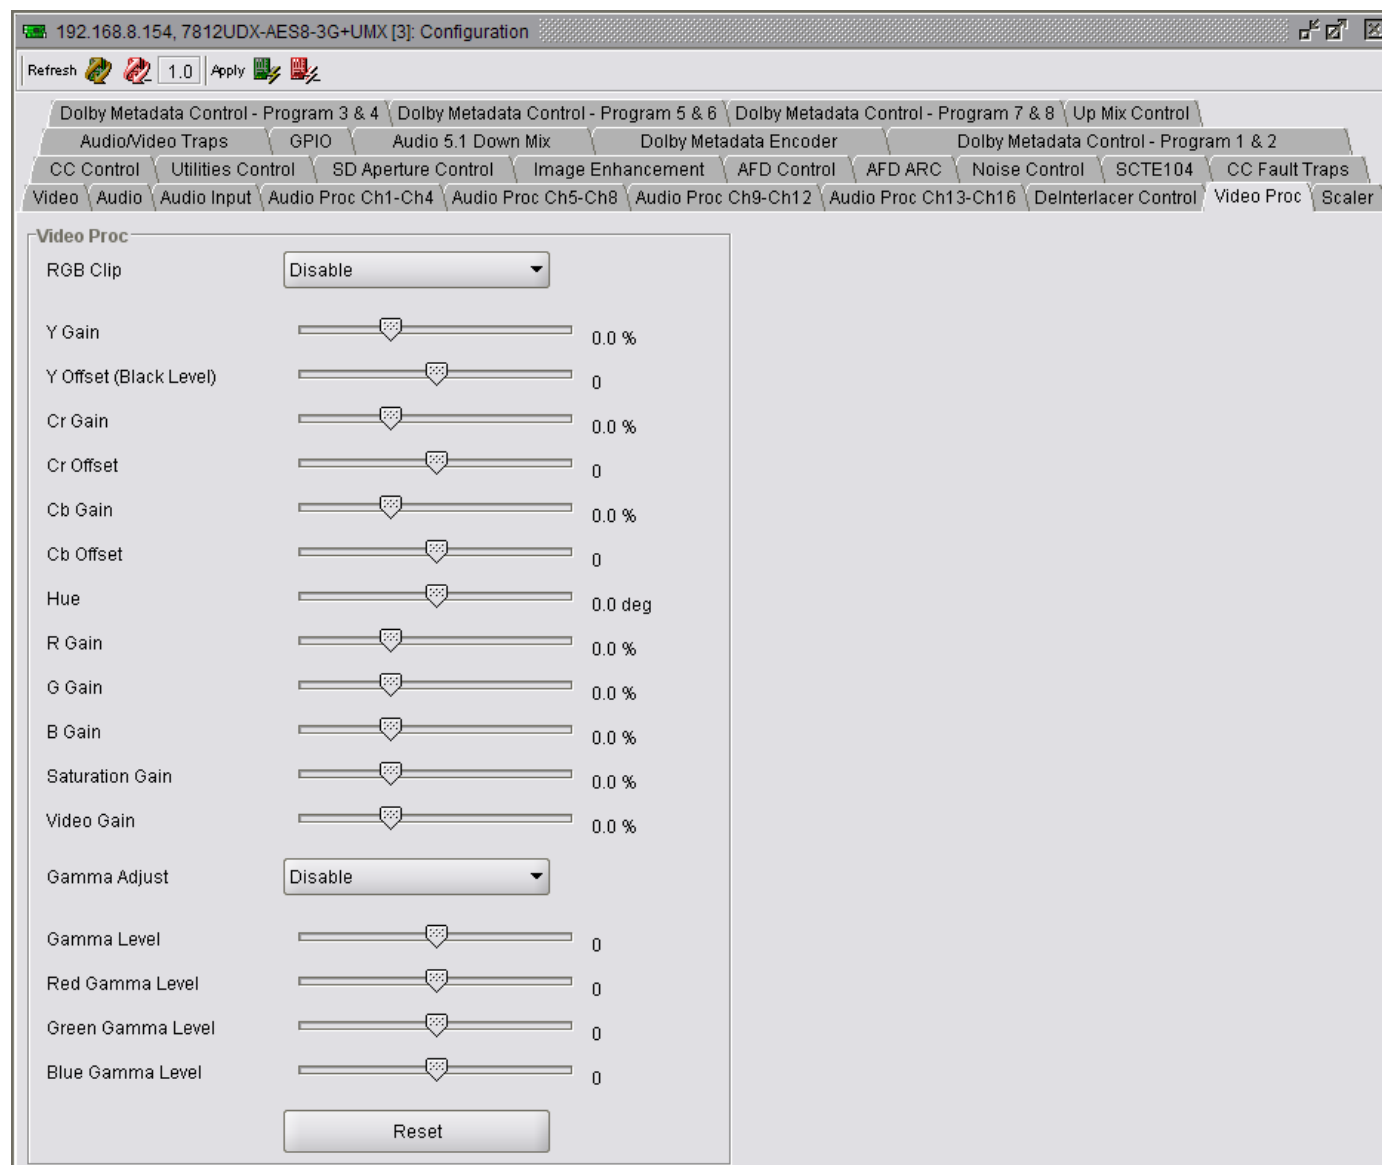 192.168.8.154, 7812UDX-AES8-3G+UMX [3]: Configuration
Refresh 1.0 Apply
Dolby Metadata Control - Program 3 & 4 Dolby Metadata Control - Program 5 & 6 Dolby Metadata Control - Program 7 & 8 Up Mix Control
Audio/Video Traps GPIO Audio 5.1 Down Mix Dolby Metadata Encoder Dolby Metadata Control - Program 1 & 2
CC Control Utilities Control SD Aperture Control Image Enhancement AFD Control AFD ARC Noise Control SCTE104 CC Fault Traps
Video Audio Audio Input Audio Proc Ch1-Ch4 Audio Proc Ch5-Ch8 Audio Proc Ch9-Ch12 Audio Proc Ch13-Ch16 DeInterlacer Control Video Proc Scaler
Video Proc
RGB Clip Disable
Y Gain 0.0 %
Y Offset (Black Level) 0
Cr Gain 0.0 %
Cr Offset 0
Cb Gain 0.0 %
Cb Offset 0
Hue 0.0 deg
R Gain 0.0 %
G Gain 0.0 %
B Gain 0.0 %
Saturation Gain 0.0 %
Video Gain 0.0 %
Gamma Adjust Disable
Gamma Level 0
Red Gamma Level 0
Green Gamma Level 0
Blue Gamma Level 0
Reset